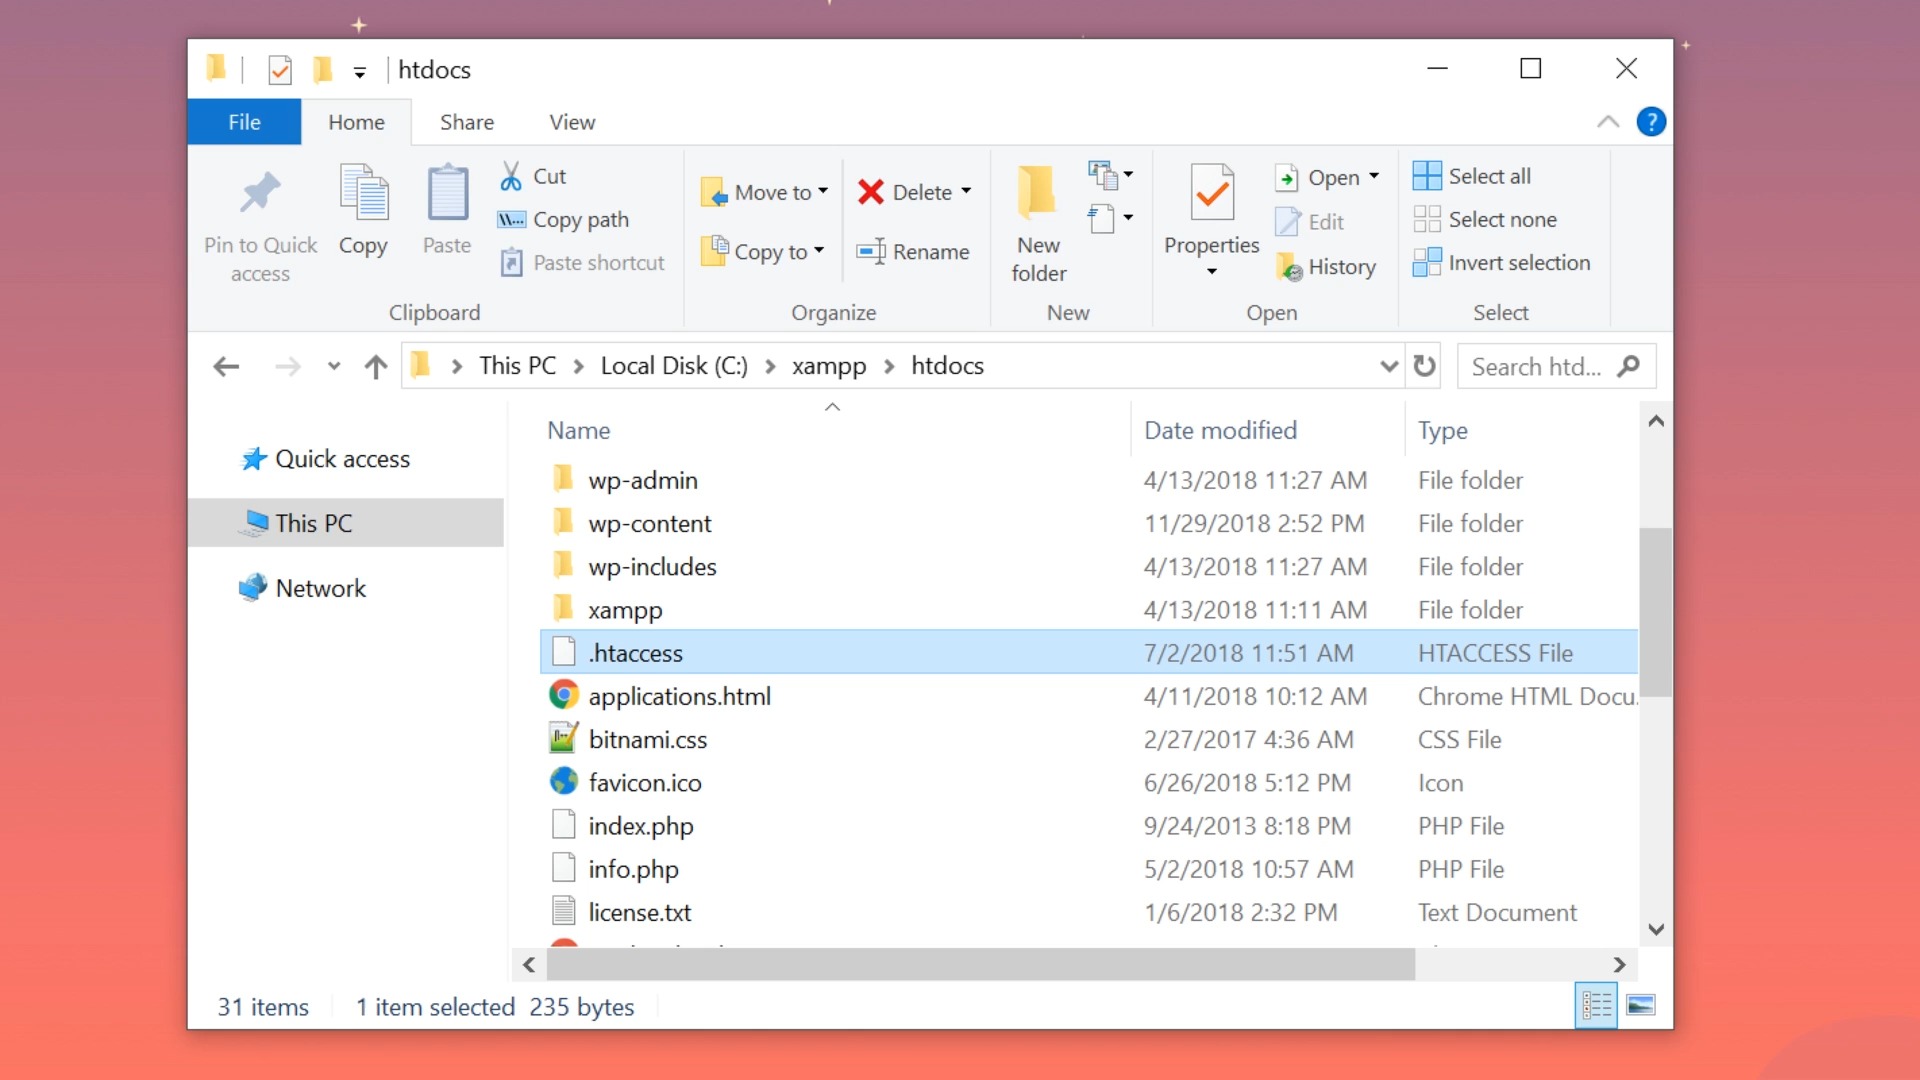 htdocs
File Home Share View
Pin to Quick access
Copy
Paste
Cut
Copy path
Paste shortcut
Clipboard
Move to
Copy to
Delete
Rename
Organize
New folder
New
Properties
Open
Edit
History
Open
Select all
Select none
Invert selection
Select
This PC Local Disk (C:) xampp htdocs
Search htd...
Quick access
This PC
Network
Name Date modified Type
wp-admin 4/13/2018 11:27 AM File folder
wp-content 11/29/2018 2:52 PM File folder
wp-includes 4/13/2018 11:27 AM File folder
xampp 4/13/2018 11:11 AM File folder
.htaccess 7/2/2018 11:51 AM HTACCESS File
applications.html 4/11/2018 10:12 AM Chrome HTML Docu.
bitnami.css 2/27/2017 4:36 AM CSS File
favicon.ico 6/26/2018 5:12 PM Icon
index.php 9/24/2013 8:18 PM PHP File
info.php 5/2/2018 10:57 AM PHP File
license.txt 1/6/2018 2:32 PM Text Document
31 items 1 item selected 235 bytes